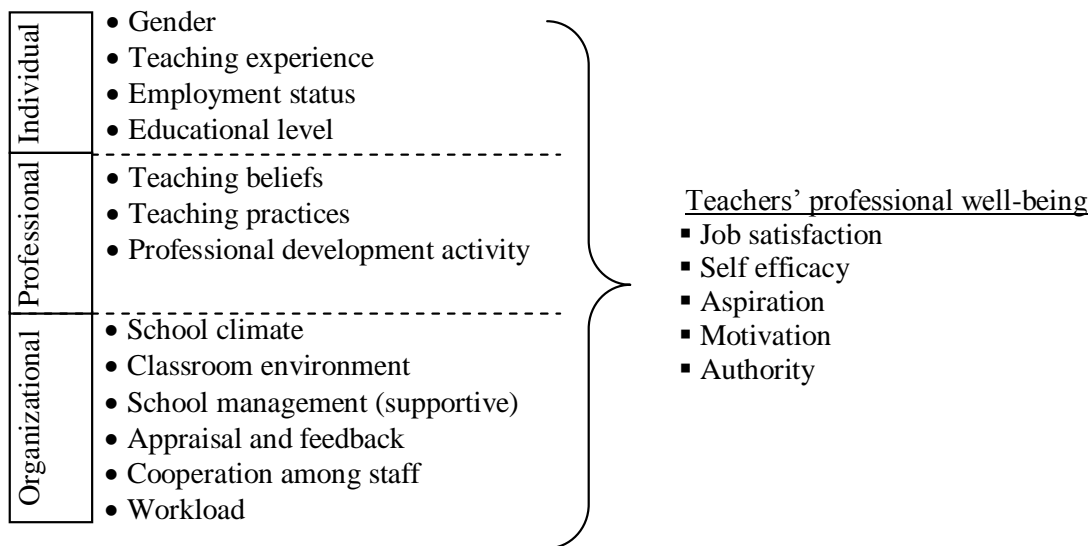 Individual
• Gender
• Teaching experience
• Employment status
• Educational level
Professional
• Teaching beliefs
• Teaching practices
• Professional development activity
Organizational
• School climate
• Classroom environment
• School management (supportive)
• Appraisal and feedback
• Cooperation among staff
• Workload
Teachers’ professional well-being
▪ Job satisfaction
▪ Self efficacy
▪ Aspiration
▪ Motivation
▪ Authority